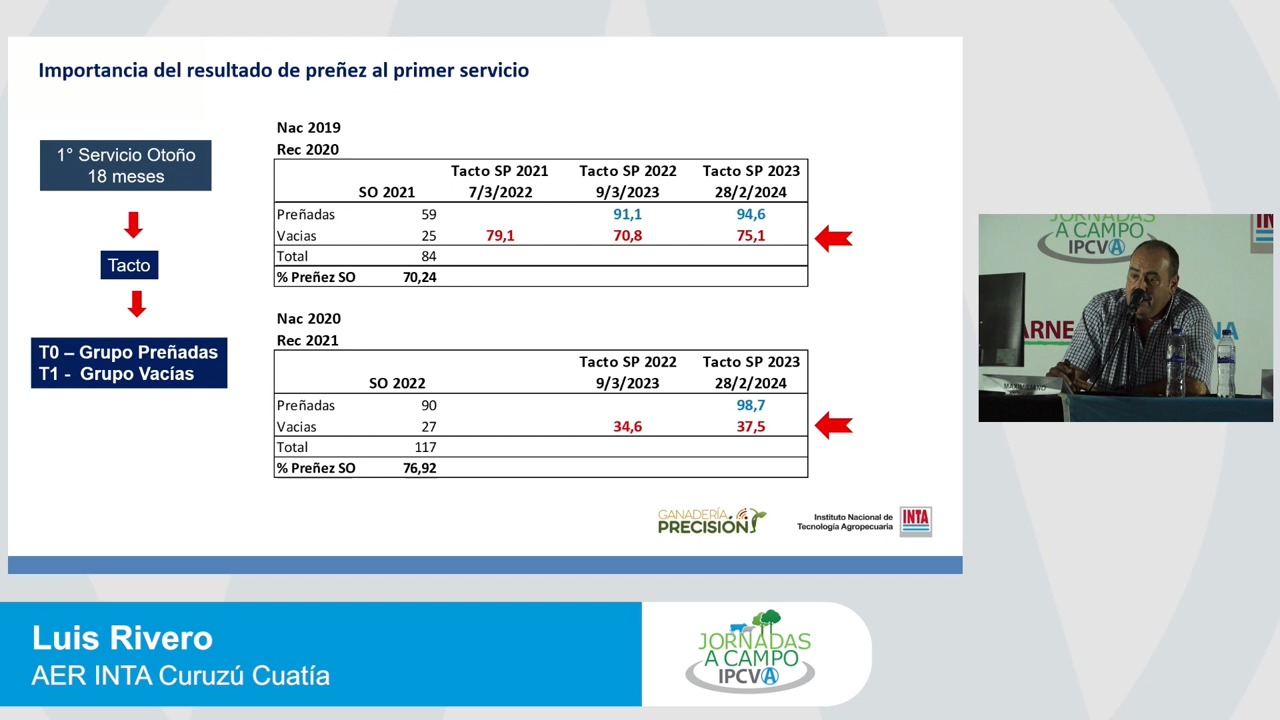 Importancia del resultado de preñez al primer servicio
1° Servicio Otoño
18 meses
Tacto
T0 – Grupo Preñadas
T1 - Grupo Vacías
Nac 2019
Rec 2020
Tacto SP 2021 Tacto SP 2022 Tacto SP 2023
SO 2021 7/3/2022 9/3/2023 28/2/2024
Preñadas 59 91,1 94,6
Vacias 25 79,1 70,8 75,1
Total 84
% Preñez SO 70,24
Nac 2020
Rec 2021
Tacto SP 2022 Tacto SP 2023
SO 2022 9/3/2023 28/2/2024
Preñadas 90 98,7
Vacias 27 34,6 37,5
Total 117
% Preñez SO 76,92
GANADERÍA
PRECISIÓN
Instituto Nacional de
Tecnología Agropecuaria
INTA
JORNADAS
A CAMPO
IPCVA
MAXIMILIANO
Luis Rivero
AER INTA Curuzú Cuatía
JORNADAS
A CAMPO
IPCVA